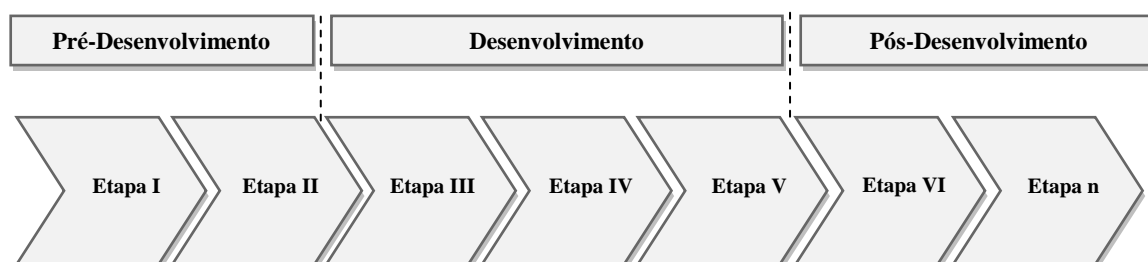 Pré-Desenvolvimento
Desenvolvimento
Pós-Desenvolvimento
Etapa I
Etapa II
Etapa III
Etapa IV
Etapa V
Etapa VI
Etapa n